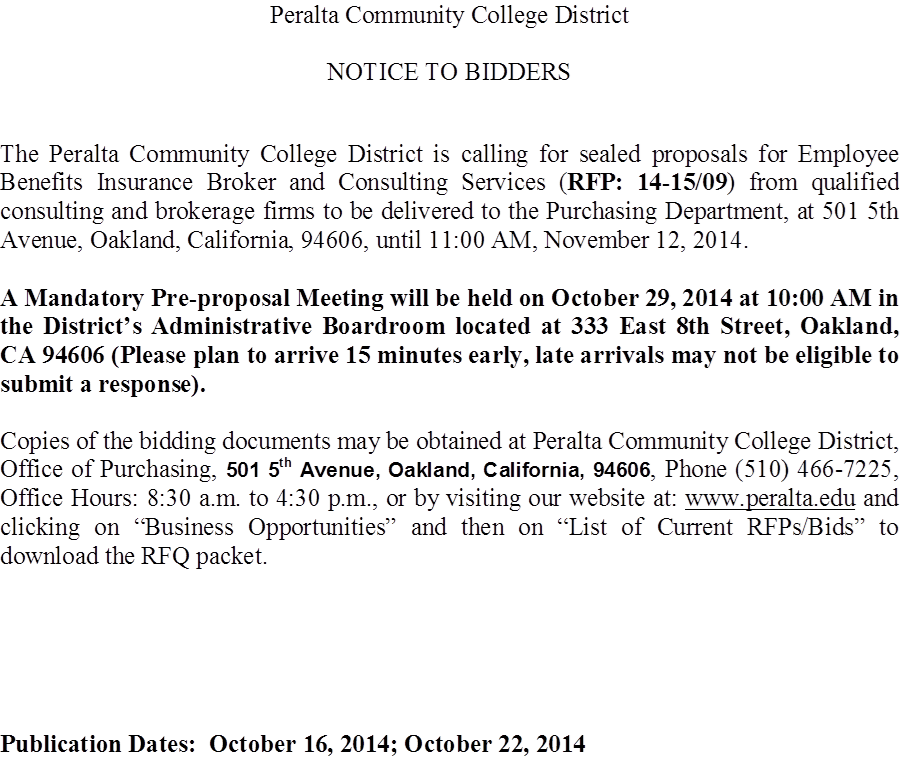 Peralta Community College District
NOTICE TO BIDDERS
The Peralta Community College District is calling for sealed proposals for Employee
Benefits Insurance Broker and Consulting Services (RFP: 14-15/09) from qualified
consulting and brokerage firms to be delivered to the Purchasing Department, at 501 5th
Avenue, Oakland, California, 94606, until 11:00 AM, November 12, 2014.
A Mandatory Pre-proposal Meeting will be held on October 29, 2014 at 10:00 AM in
the District’s Administrative Boardroom located at 333 East 8th Street, Oakland,
CA 94606 (Please plan to arrive 15 minutes early, late arrivals may not be eligible to
submit a response).
Copies of the bidding documents may be obtained at Peralta Community College District,
Office of Purchasing, 501 5th Avenue, Oakland, California, 94606, Phone (510) 466-7225,
Office Hours: 8:30 a.m. to 4:30 p.m., or by visiting our website at: www.peralta.edu and
clicking on “Business Opportunities” and then on “List of Current RFPs/Bids” to
download the RFQ packet.
Publication Dates:  October 16, 2014; October 22, 2014